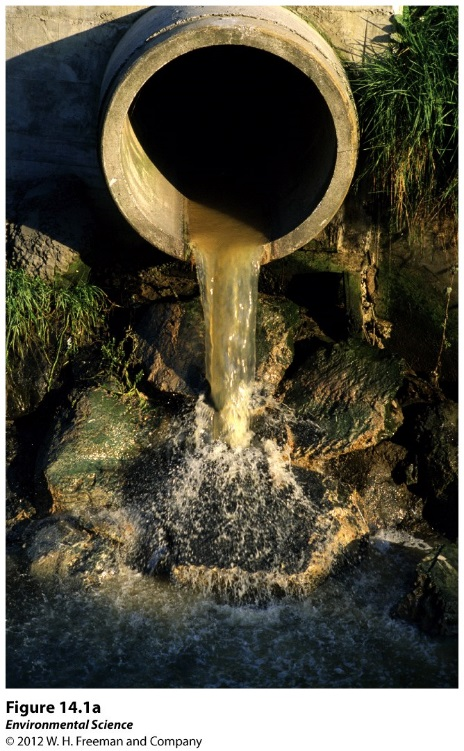 Figure 14.1a
Environmental Science
© 2012 W. H. Freeman and Company